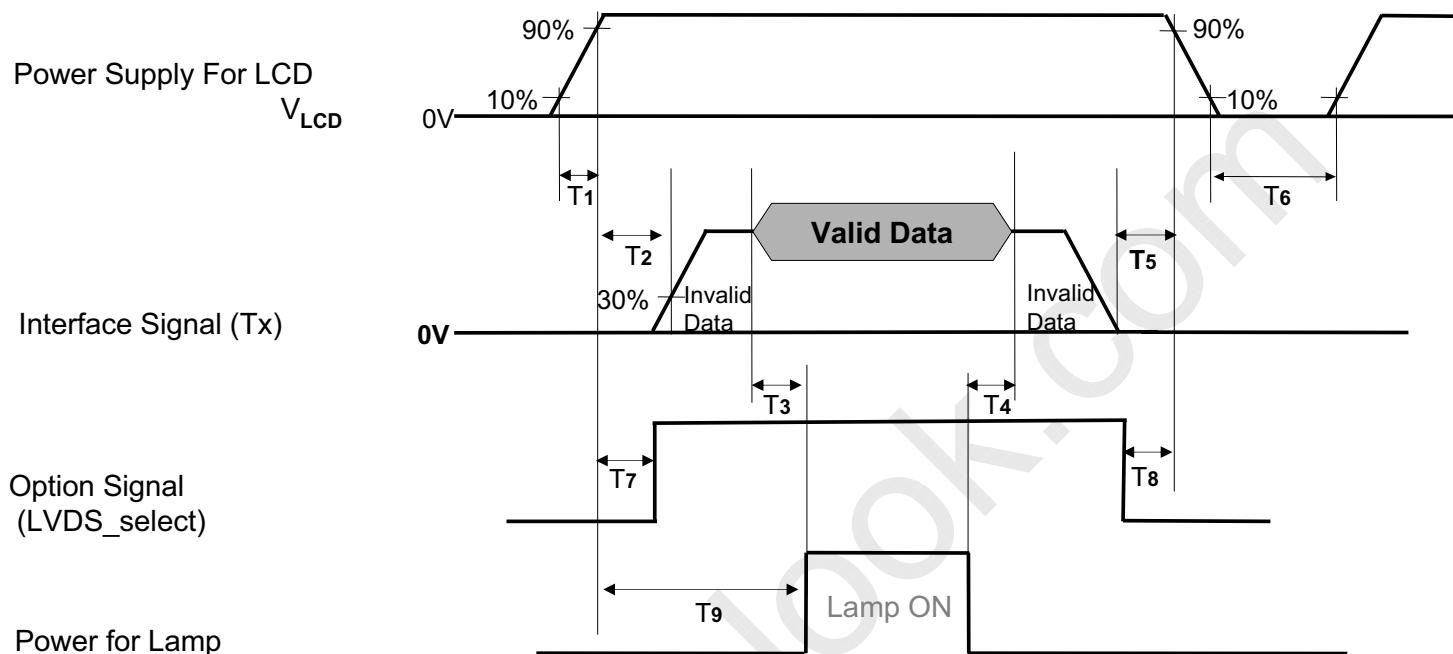 90%
90%
Power Supply For LCD
10%
10%
VLCD
0V
T1
T6
Valid Data
T2
T5
30%
Invalid
Data
Invalid
Data
Interface Signal (Tx)
0V
T3
T4
T7
T8
Option Signal
(LVDS_select)
T9
Lamp ON
Power for Lamp
look.com